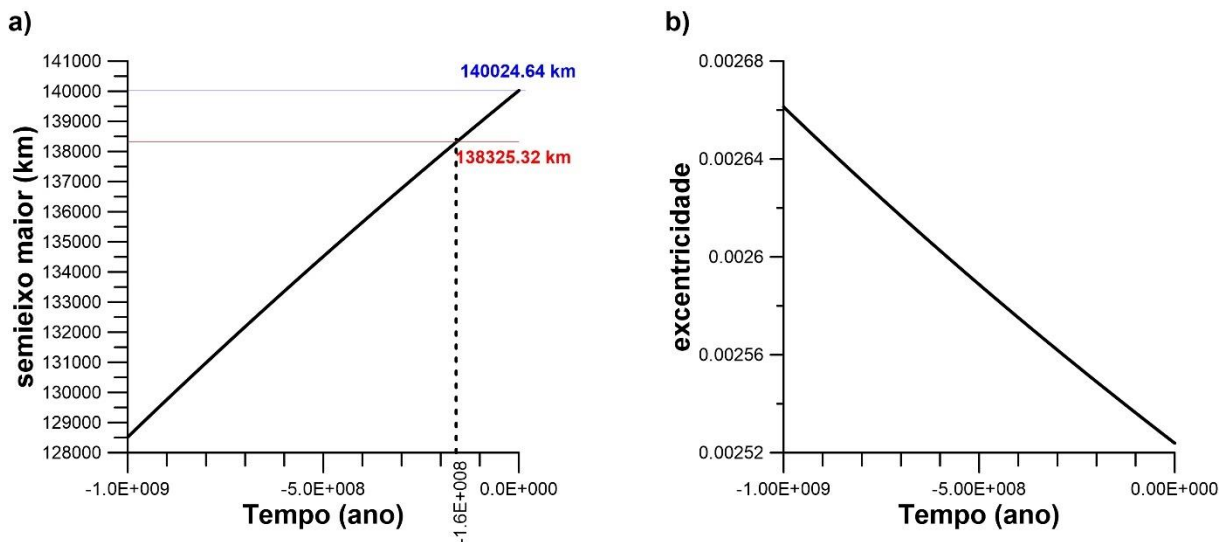 a)
141000
140000
139000
138000
137000
136000
135000
134000
133000
132000
131000
130000
129000
128000
semieixo maior (km)
140024.64 km
138325.32 km
-1.0E+009
-5.0E+008
-1.6E+008
0.0E+000
Tempo (ano)
b)
0.00268
0.00264
0.0026
0.00256
0.00252
excentricidade
-1.00E+009
-5.00E+008
0.00E+000
Tempo (ano)